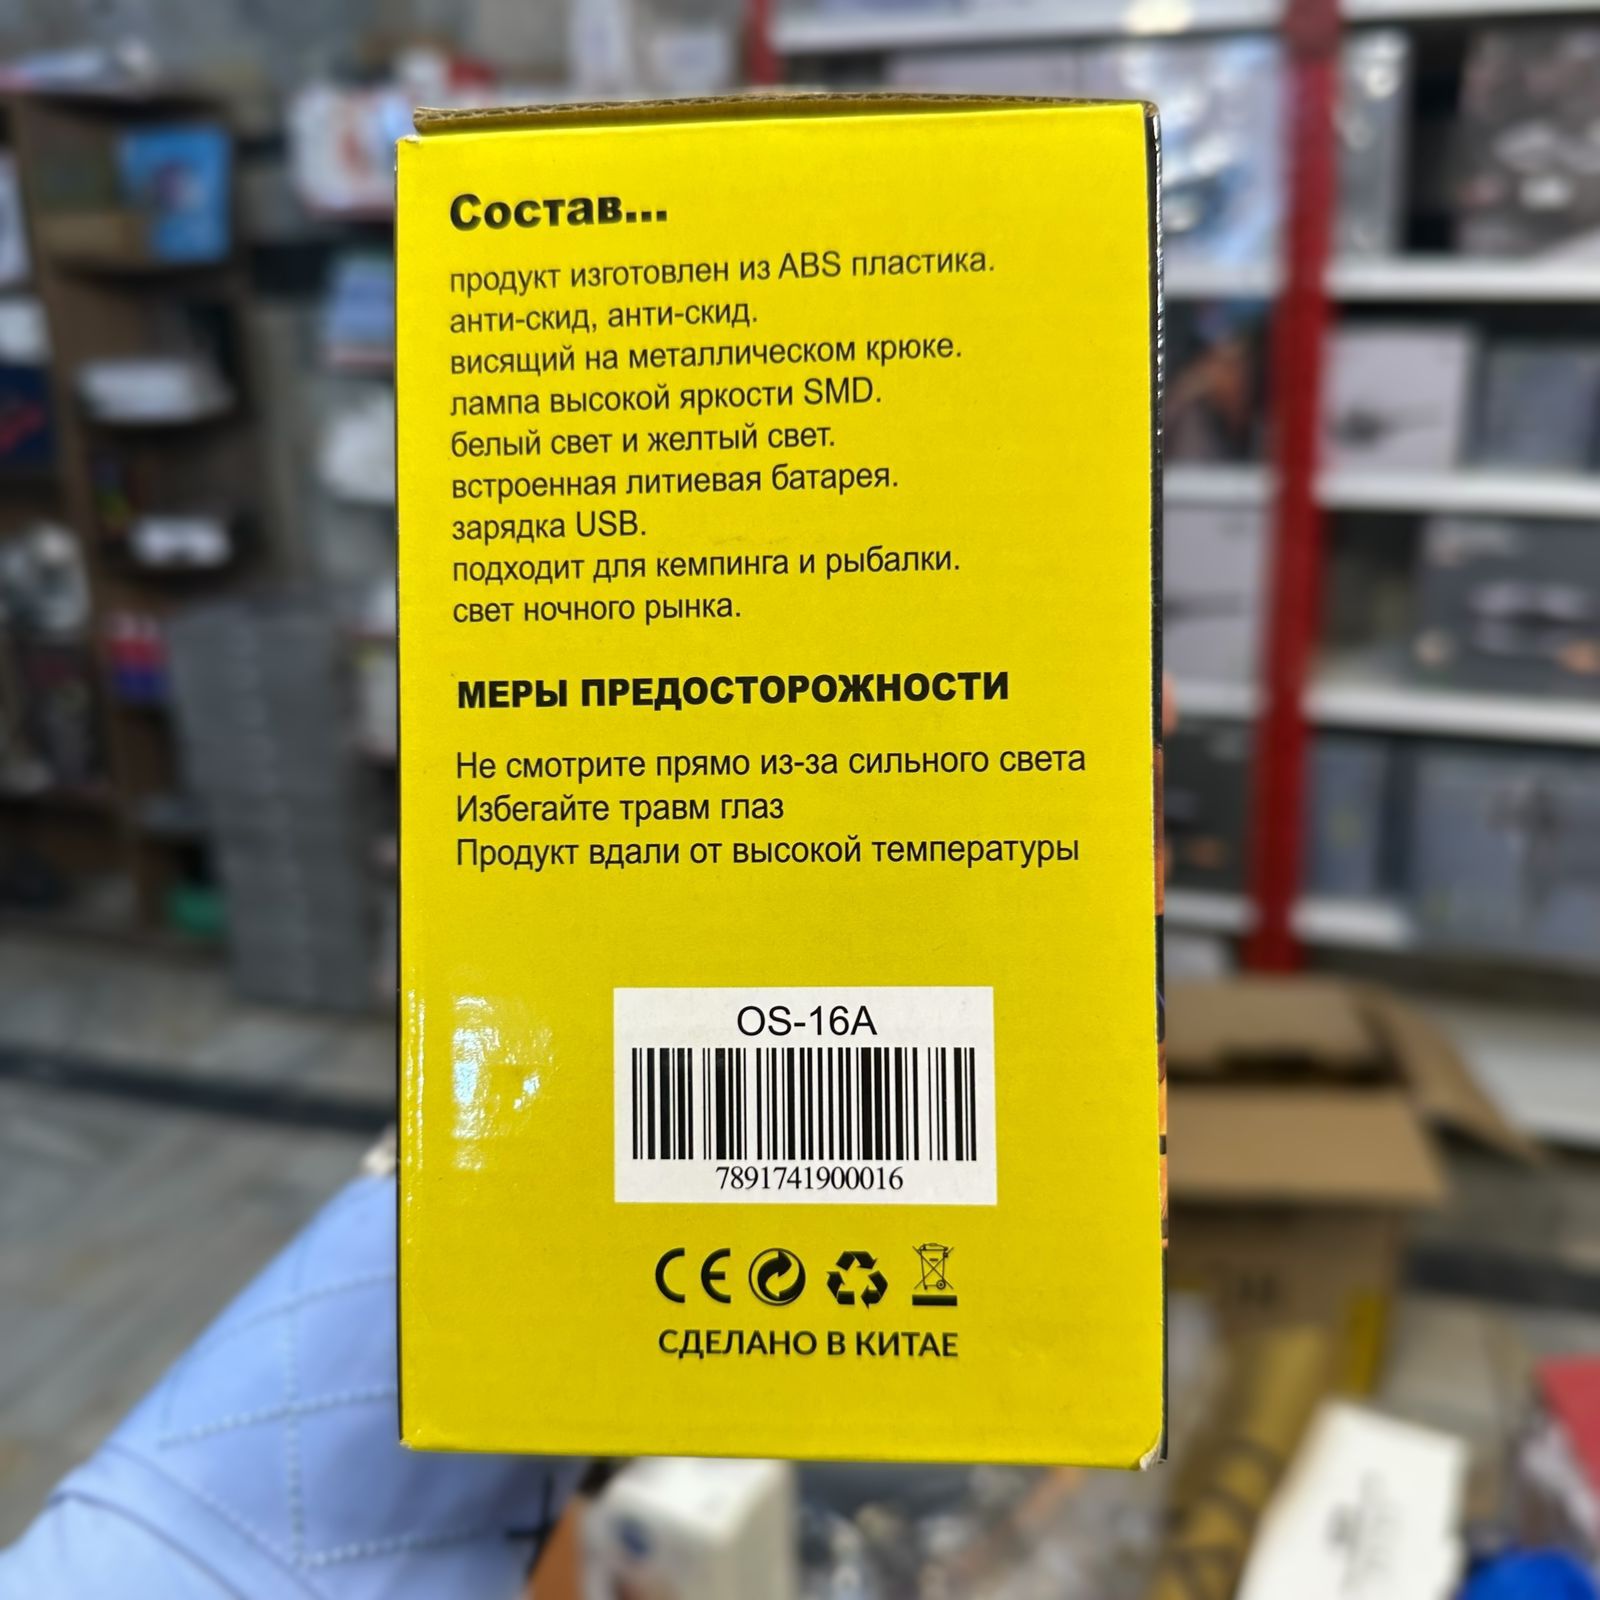 Состав...
продукт изготовлен из ABS пластика.
анти-скид, анти-скид.
висящий на металлическом крюке.
лампа высокой яркости SMD.
белый свет и желтый свет.
встроенная литиевая батарея.
зарядка USB.
подходит для кемпинга и рыбалки.
свет ночного рынка.
МЕРЫ ПРЕДОСТОРОЖНОСТИ
Не смотрите прямо из-за сильного света
Избегайте травм глаз
Продукт вдали от высокой температуры
OS-16A
7891741900016
CE
СДЕЛАНО В КИТАЕ